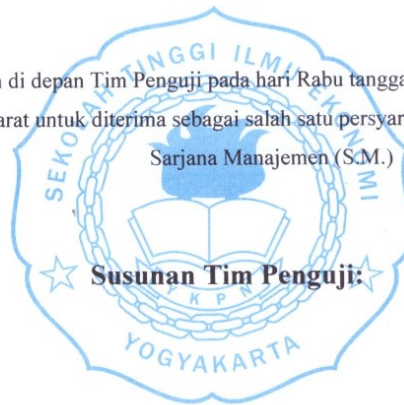 SEKOLAH TINGGI ILMU EKONOMI
n di depan Tim Penguji pada hari Rabu tangga
arat untuk diterima sebagai salah satu persyar
Sarjana Manajemen (S.M.)
Susunan Tim Penguji:
YKPN
YOGYAKARTA